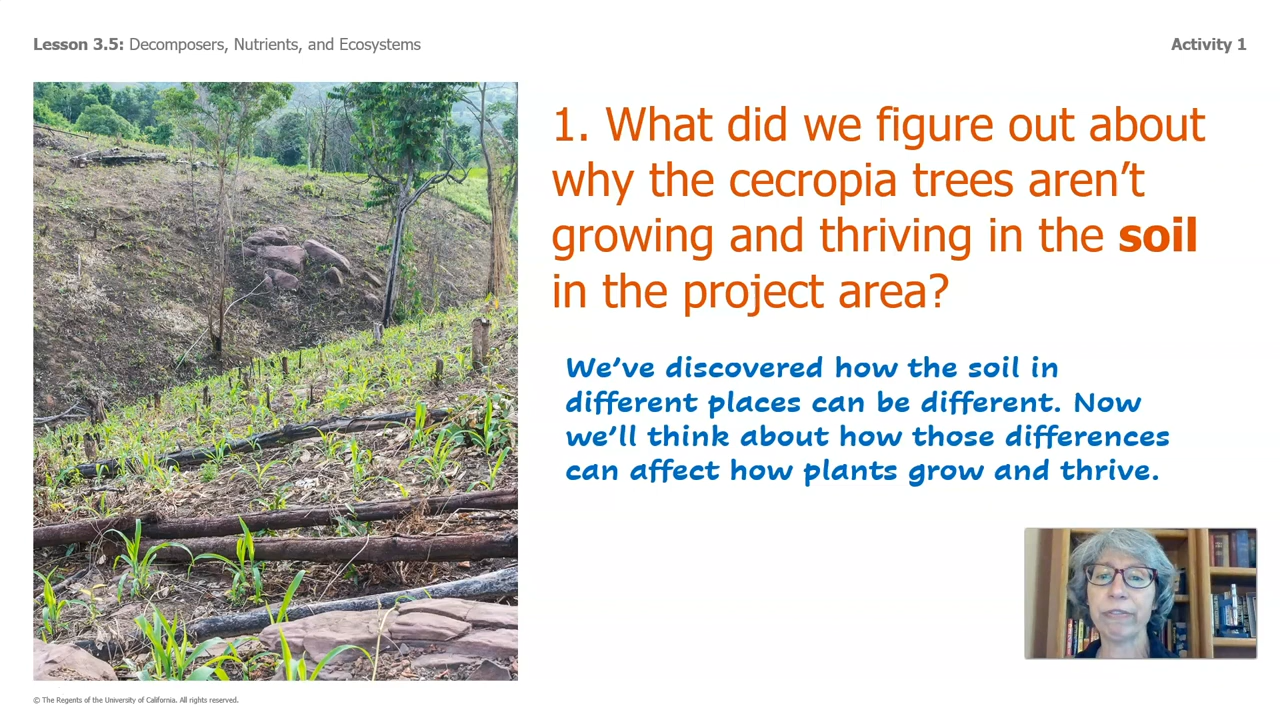 Lesson 3.5: Decomposers, Nutrients, and Ecosystems
Activity 1
1. What did we figure out about
why the cecropia trees aren’t
growing and thriving in the soil
in the project area?
We’ve discovered how the soil in
different places can be different. Now
we’ll think about how those differences
can affect how plants grow and thrive.
© The Regents of the University of California. All rights reserved.